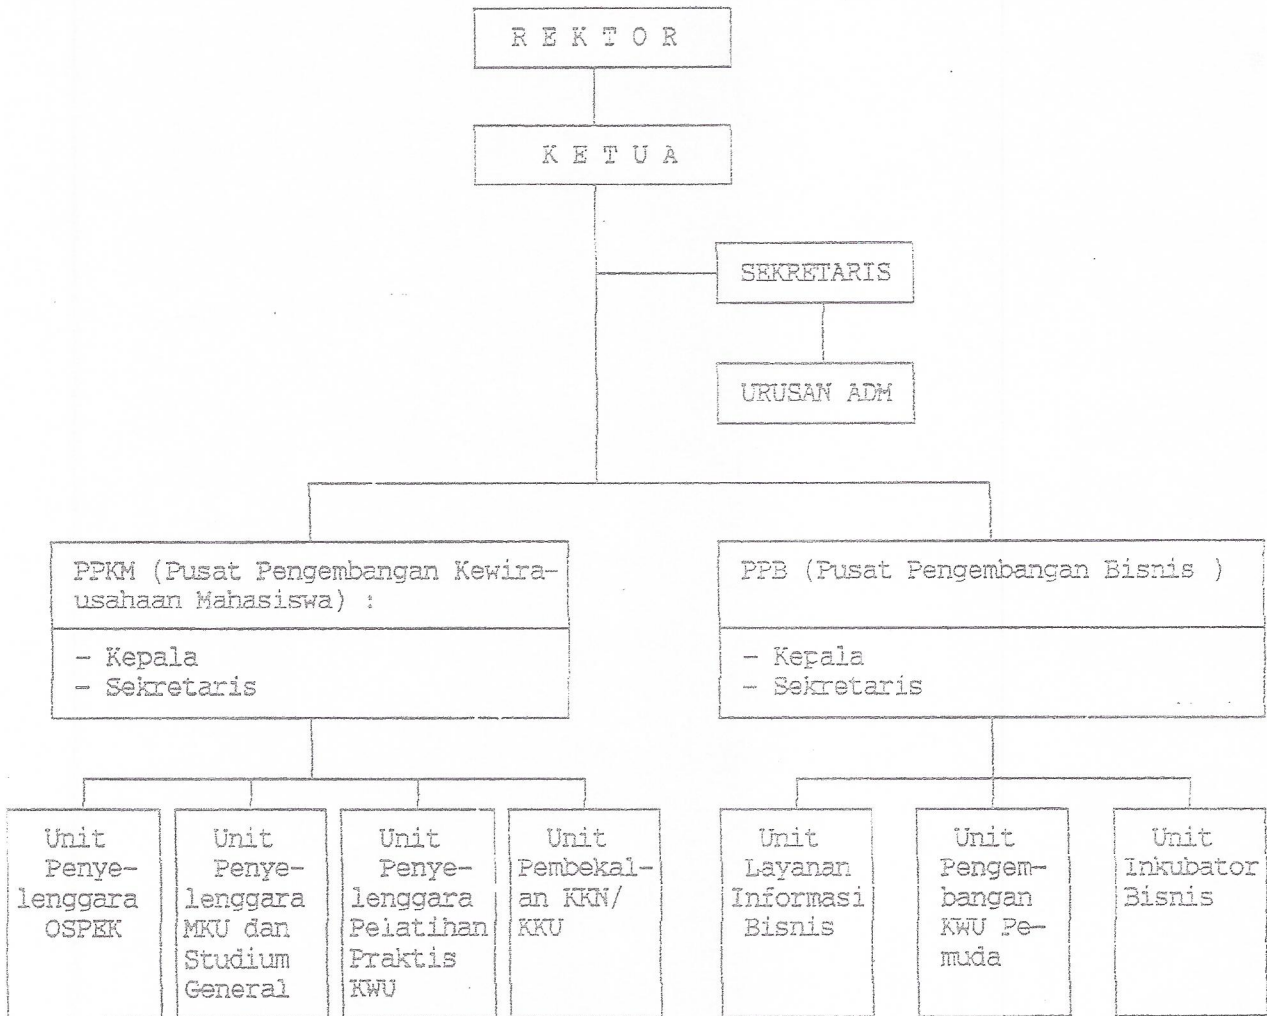 R E K T O R
K E T U A
SEKRETARIS
URUSAN ADM
PPKM (Pusat Pengembangan Kewira-
usahaan Mahasiswa) :
- Kepala
- Sekretaris
PPB (Pusat Pengembangan Bisnis )
- Kepala
- Sekretaris
Unit
Penye-
lenggara
OSPEK
Unit
Penye-
lenggara
MKU dan
Studium
General
Unit
Penye-
lenggara
Pelatihan
Praktis
KWU
Unit
Pembekal-
an KKN/
KKU
Unit
Layanan
Informasi
Bisnis
Unit
Pengem-
bangan
KWU Pe-
muda
Unit
Inkubator
Bisnis